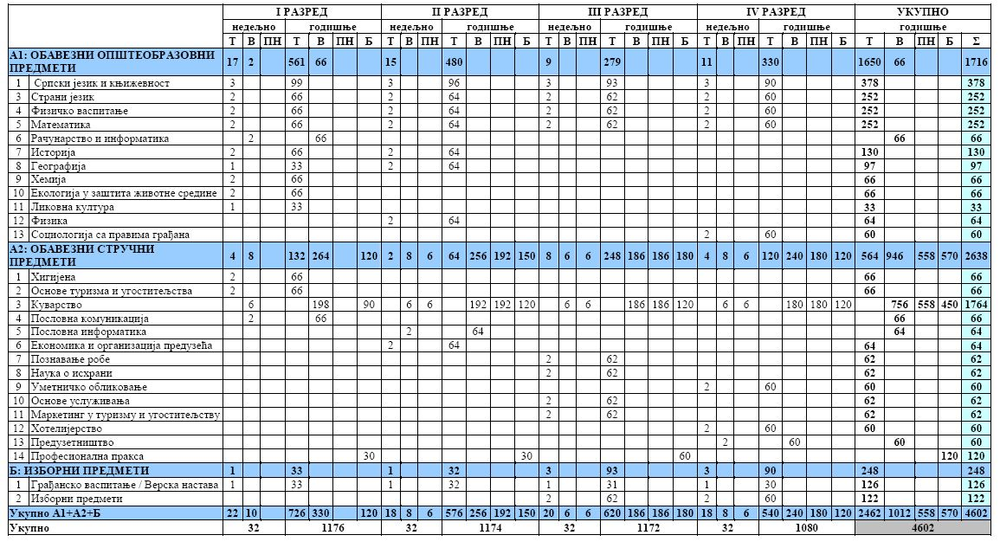 I РАЗРЕД II РАЗРЕД III РАЗРЕД IV РАЗРЕД УКУПНО
недељно годишње недељно годишње недељно годишње недељно годишње годишње
Т В ПН Т В ПН Б Т В ПН Т В ПН Б Т В ПН Т В ПН Б Т В ПН Т В ПН Б Т В ПН Б Σ
А1: ОБАВЕЗНИ ОПШТЕОБРАЗОВНИ
ПРЕДМЕТИ 17 2 561 66 15 480 9 279 11 330 1650 66 1716
1 Српски језик и књижевност 3 99 3 96 3 93 3 90 378 378
3 Страни језик 2 66 2 64 2 62 2 60 252 252
4 Физичко васпитање 2 66 2 64 2 62 2 60 252 252
5 Математика 2 66 2 64 2 62 2 60 252 252
6 Рачунарство и информатика 2 66 66 66
7 Историја 2 66 2 64 130 130
8 Географија 1 33 2 64 97 97
9 Хемија 2 66 66 66
10 Екологија у заштита животне средине 2 66 66 66
11 Ликовна култура 1 33 33 33
12 Физика 2 64 64 64
13 Социологија са правима грађана 2 60 60 60
А2: ОБАВЕЗНИ СТРУЧНИ
ПРЕДМЕТИ 4 8 132 264 120 2 8 6 64 256 192 150 8 6 6 248 186 186 180 4 8 6 120 240 180 120 564 946 558 570 2638
1 Хигијена 2 66 66 66
2 Основе туризма и угоститељства 2 66 66 66
3 Куварство 6 198 90 6 6 192 192 120 6 6 186 186 120 6 6 180 180 120 756 558 450 1764
4 Пословна комуникација 2 66 66 66
5 Пословна информатика 2 64 64 64
6 Економика и организација предузећа 2 64 64 64
7 Познавање робе 2 62 62 62
8 Наука о исхрани 2 62 62 62
9 Уметничко обликовање 2 60 60 60
10 Основе услуживања 2 62 62 62
11 Маркетинг у туризму и угоститељству 2 62 62 62
12 Хотелијерство 2 60 60 60
13 Предузетништво 2 60 60 60
14 Професионална пракса 30 30 60 120 120
Б: ИЗБОРНИ ПРЕДМЕТИ 1 33 1 32 3 93 3 90 248 248
1 Грађанско васпитање / Верска настава 1 33 1 32 1 31 1 30 126 126
2 Изборни предмети 2 62 2 60 122 122
Укупно А1+А2+Б 22 10 726 330 120 18 8 6 576 256 192 150 20 6 6 620 186 186 180 18 8 6 540 240 180 120 2462 1012 558 570 4602
Укупно 32 1176 32 1174 32 1172 32 1080 4602